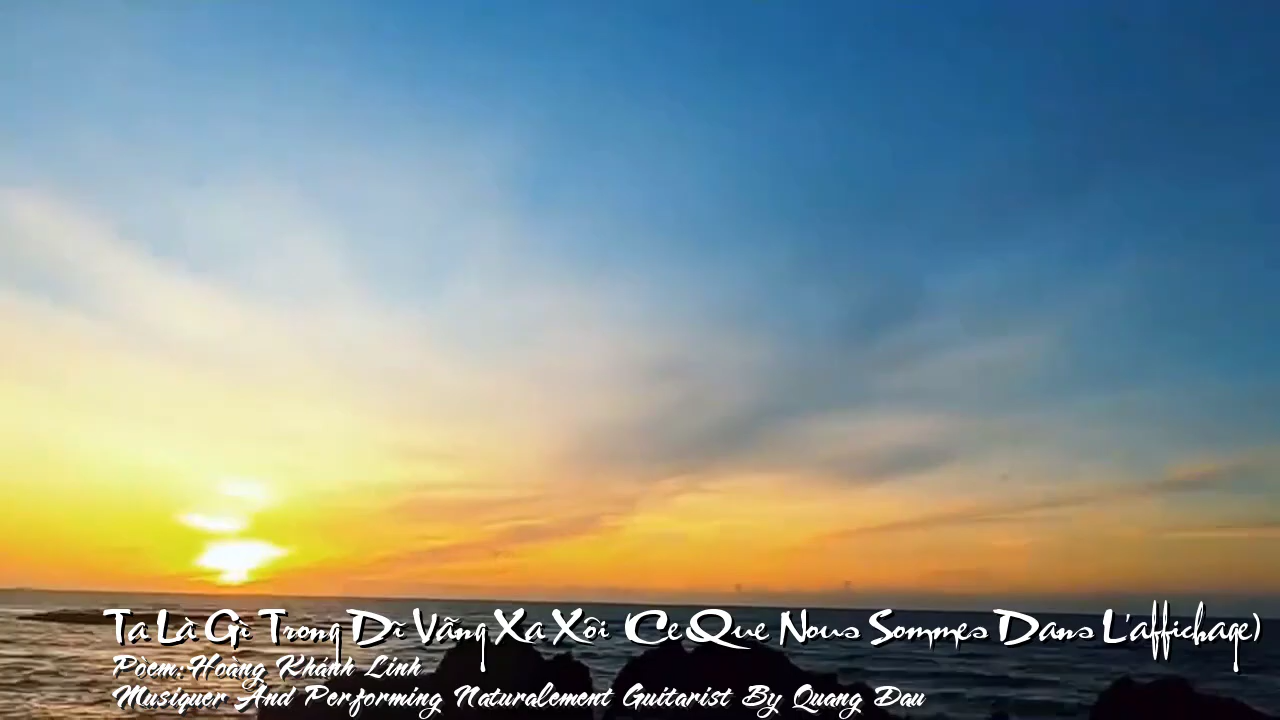 Ta Là Gì Trong Dĩ Vãng Xa Xôi (Ce Que Nous Sommes Dans L'affichage)
Pòem:Hoàng Khánh Linh
Musiquer And Performing Naturalement Guitarist By Quang Dau